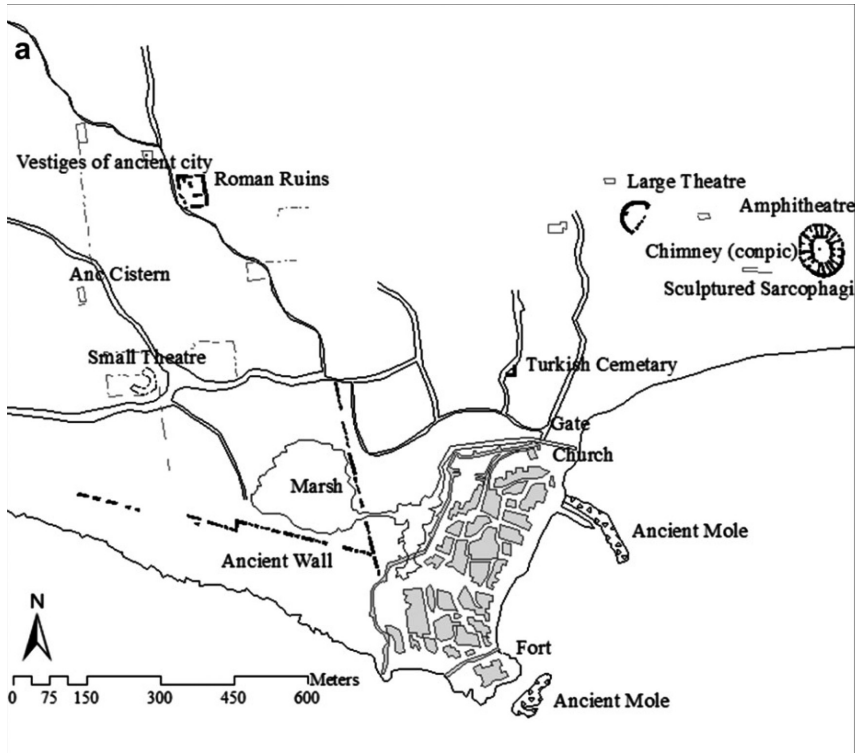 a
Vestiges of ancient city
Roman Ruins
Large Theatre
Amphitheatre
Chimney (conpic)
Sculptured Sarcophagi
Anc Cistern
Small Theatre
Turkish Cemetary
Gate
Church
Marsh
Ancient Mole
Ancient Wall
N
Fort
Meters
0 75 150 300 450 600
Ancient Mole